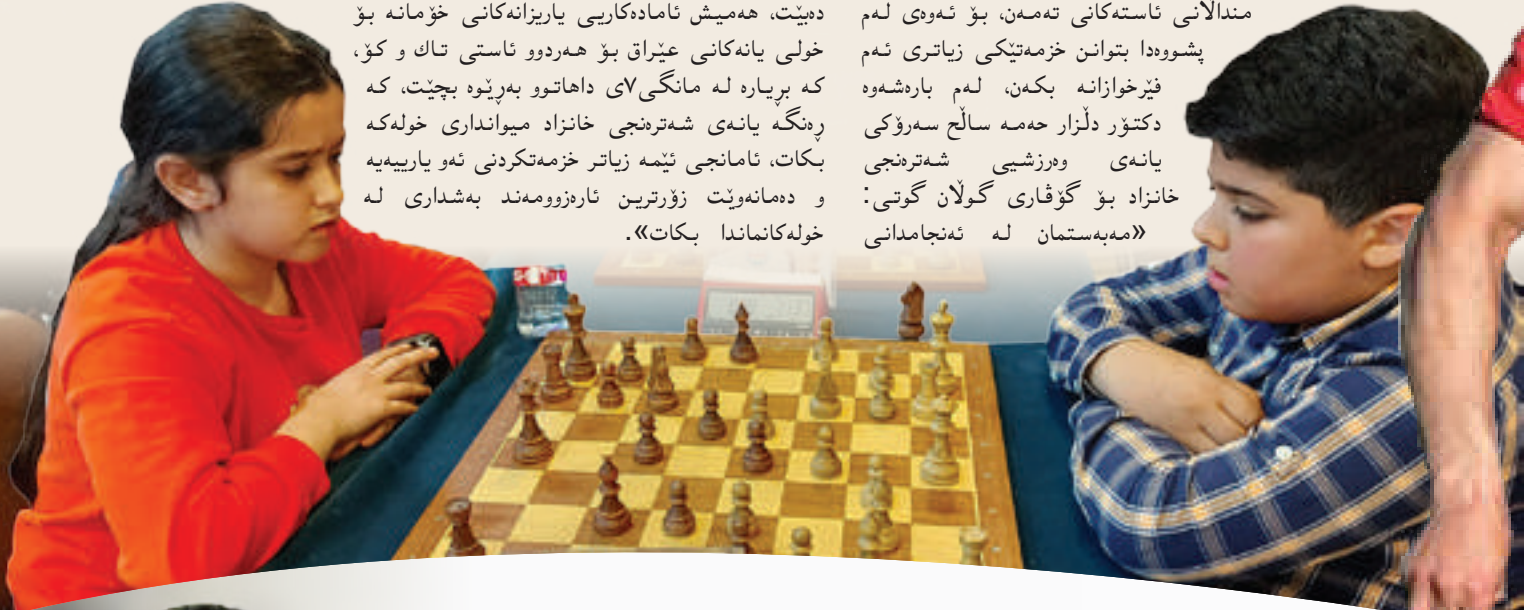 منداڵانی ئاستەکانی تەمەن، بۆ ئەوەی لەم
پشووەدا بتوانن خزمەتێکی زیاتری ئەم
فێرخوازانە بکەن، لەم بارەشەوە
دکتۆر دڵزار حەمە ساڵح سەرۆکی
یانەی وەرزشیی شەترەنجی
خانزاد بۆ گۆڤاری گوڵان گوتی:
«مەبەستمان لە ئەنجامدانی
دەبێت، هەمیش ئامادەکاریی یاریزانەکانی خۆمانە بۆ
خولی یانەکانی عێراق بۆ هەردوو ئاستی تاك و کۆ،
کە بڕیارە لە مانگی٧ی داهاتوو بەڕێوە بچێت، کە
ڕەنگە یانەی شەترەنجی خانزاد میوانداری خولەکە
بکات، ئامانجی ئێمە زیاتر خزمەتکردنی ئەو یارییەیە
و دەمانەوێت زۆرترین ئارەزوومەند بەشداری لە
خولەکانماندا بکات».